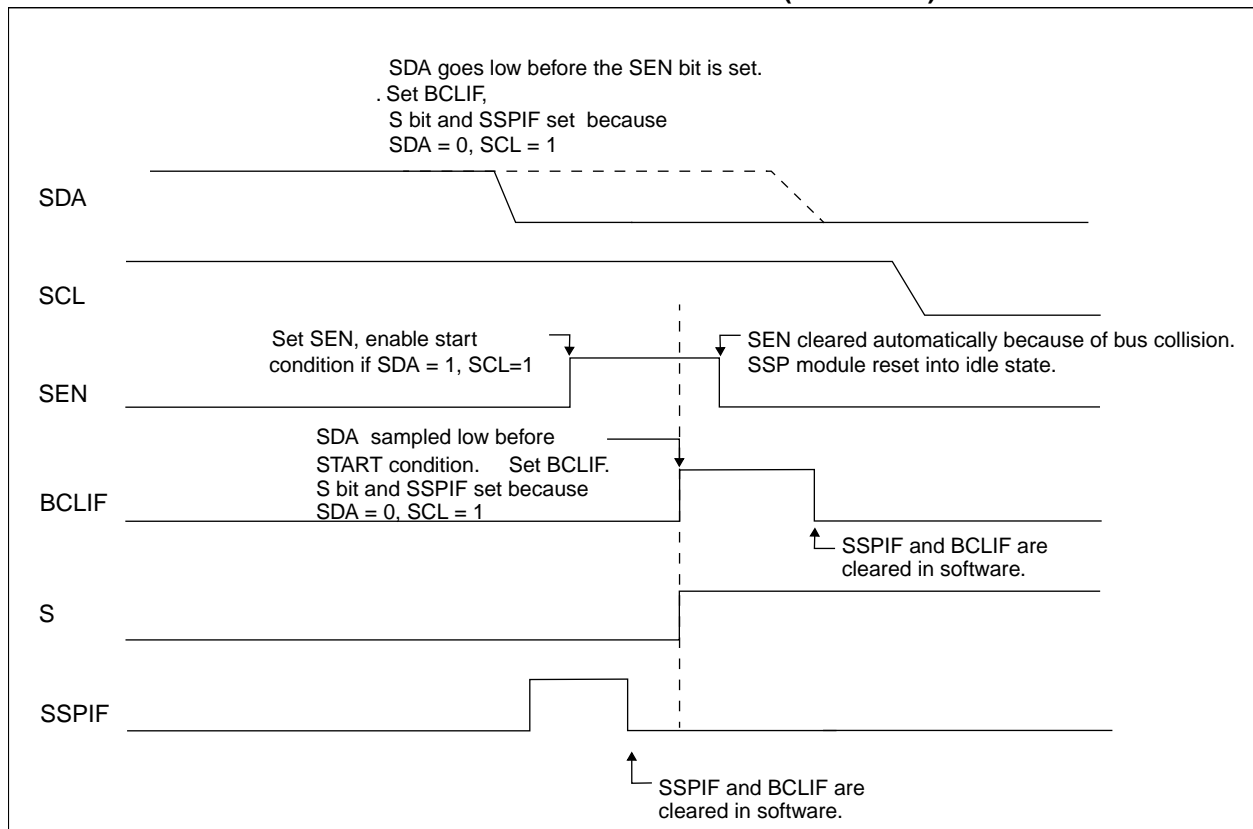 SDA goes low before the SEN bit is set.
. Set BCLIF,
S bit and SSPIF set because
SDA = 0, SCL = 1
SDA
SCL
Set SEN, enable start
condition if SDA = 1, SCL=1
SEN cleared automatically because of bus collision.
SSP module reset into idle state.
SEN
SDA sampled low before
START condition. Set BCLIF.
S bit and SSPIF set because
SDA = 0, SCL = 1
BCLIF
SSPIF and BCLIF are
cleared in software.
S
SSPIF
SSPIF and BCLIF are
cleared in software.